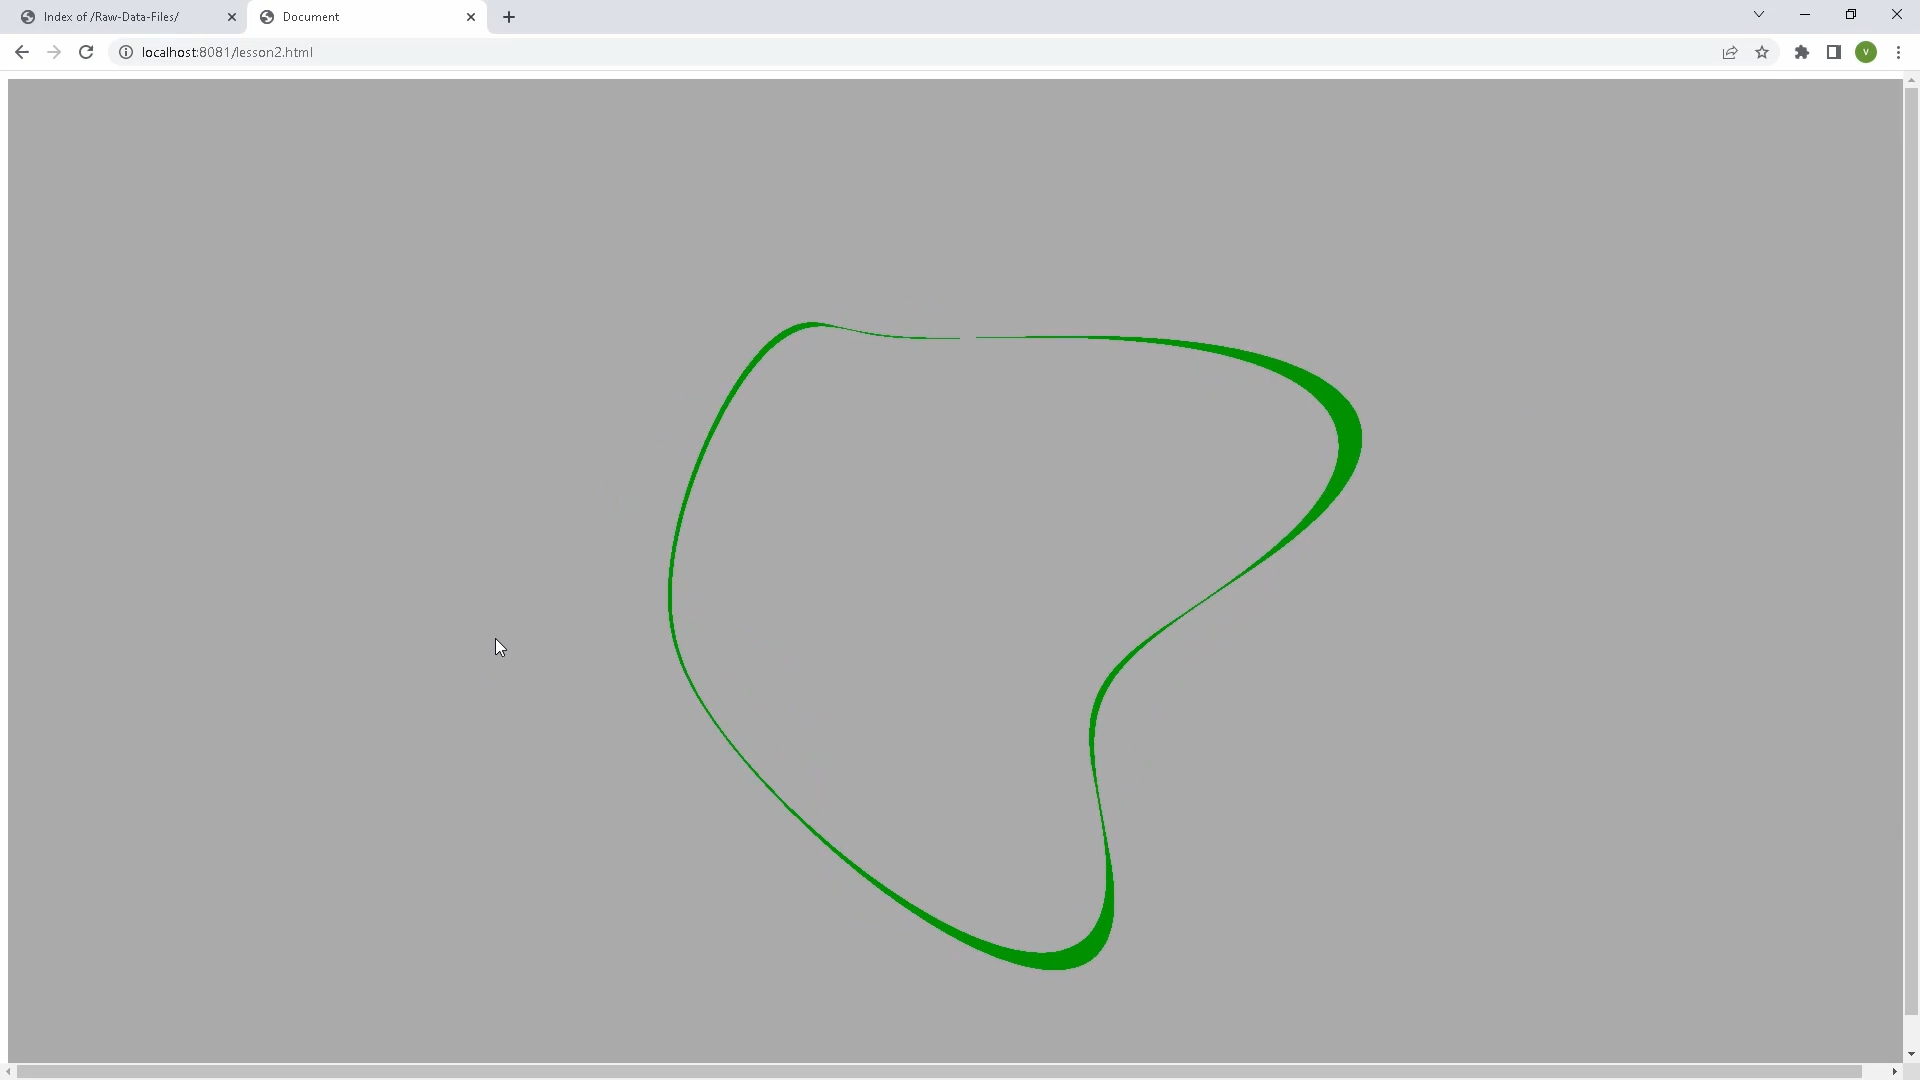 Index of /Raw-Data-Files/
Document
localhost:8081/lesson2.html
V